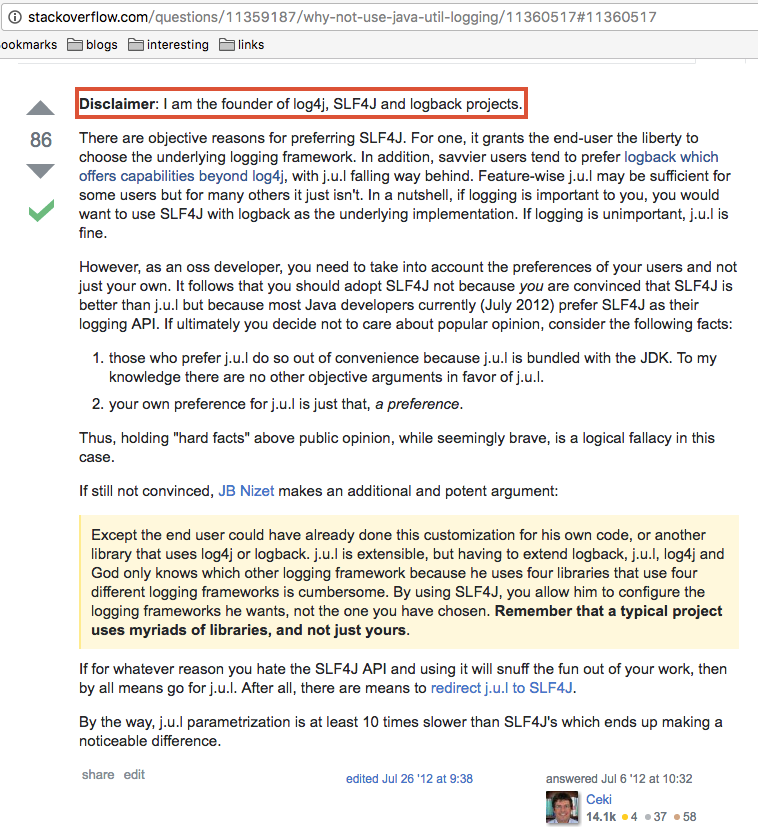 stackoverflow.com/questions/11359187/why-not-use-java-util-logging/11360517#11360517
ookmarks blogs interesting links
Disclaimer: I am the founder of log4j, SLF4J and logback projects.
86
There are objective reasons for preferring SLF4J. For one, it grants the end-user the liberty to
choose the underlying logging framework. In addition, savvier users tend to prefer logback which
offers capabilities beyond log4j, with j.u.l falling way behind. Feature-wise j.u.l may be sufficient for
some users but for many others it just isn't. In a nutshell, if logging is important to you, you would
want to use SLF4J with logback as the underlying implementation. If logging is unimportant, j.u.l is
fine.
However, as an oss developer, you need to take into account the preferences of your users and not
just your own. It follows that you should adopt SLF4J not because you are convinced that SLF4J is
better than j.u.l but because most Java developers currently (July 2012) prefer SLF4J as their
logging API. If ultimately you decide not to care about popular opinion, consider the following facts:
1. those who prefer j.u.l do so out of convenience because j.u.l is bundled with the JDK. To my
knowledge there are no other objective arguments in favor of j.u.l.
2. your own preference for j.u.l is just that, a preference.
Thus, holding "hard facts" above public opinion, while seemingly brave, is a logical fallacy in this
case.
If still not convinced, JB Nizet makes an additional and potent argument:
Except the end user could have already done this customization for his own code, or another
library that uses log4j or logback. j.u.l is extensible, but having to extend logback, j.u.l, log4j and
God only knows which other logging framework because he uses four libraries that use four
different logging frameworks is cumbersome. By using SLF4J, you allow him to configure the
logging frameworks he wants, not the one you have chosen. Remember that a typical project
uses myriads of libraries, and not just yours.
If for whatever reason you hate the SLF4J API and using it will snuff the fun out of your work, then
by all means go for j.u.l. After all, there are means to redirect j.u.l to SLF4J.
By the way, j.u.l parametrization is at least 10 times slower than SLF4J's which ends up making a
noticeable difference.
share edit
edited Jul 26 '12 at 9:38
answered Jul 6 '12 at 10:32
Ceki
14.1k 4 37 58